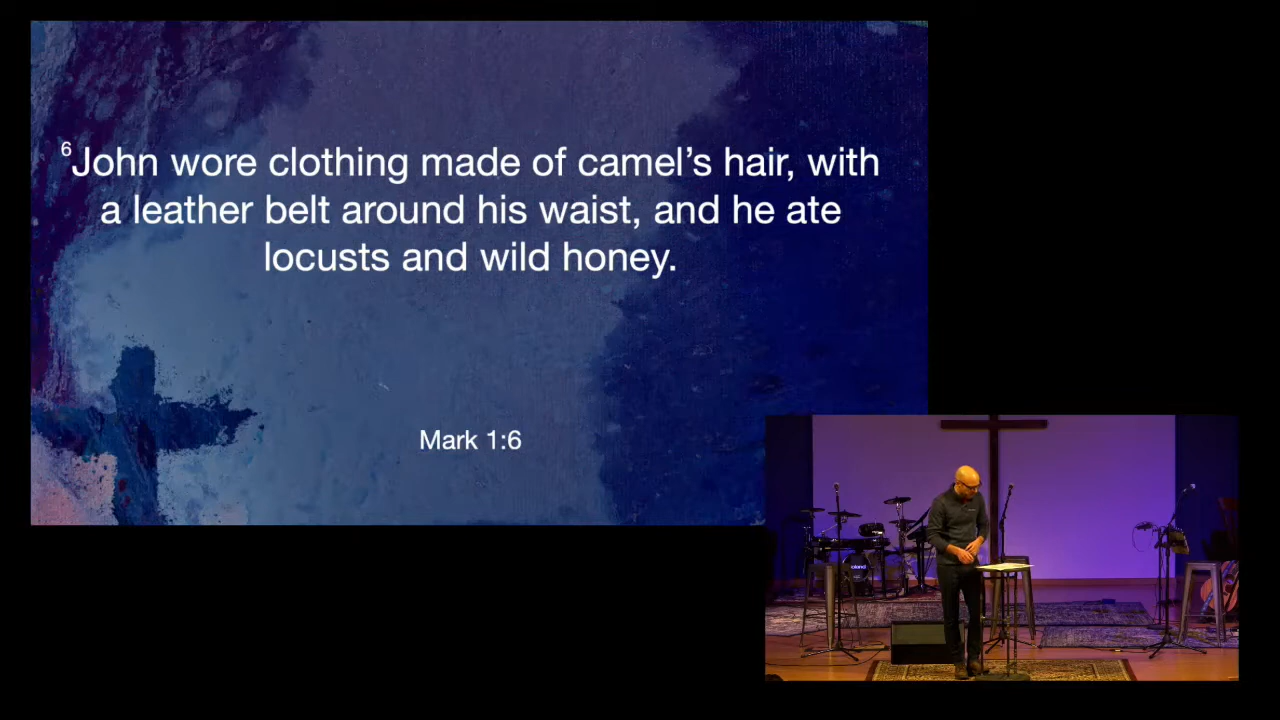 ⁶John wore clothing made of camel’s hair, with
a leather belt around his waist, and he ate
locusts and wild honey.
Mark 1:6
Roland